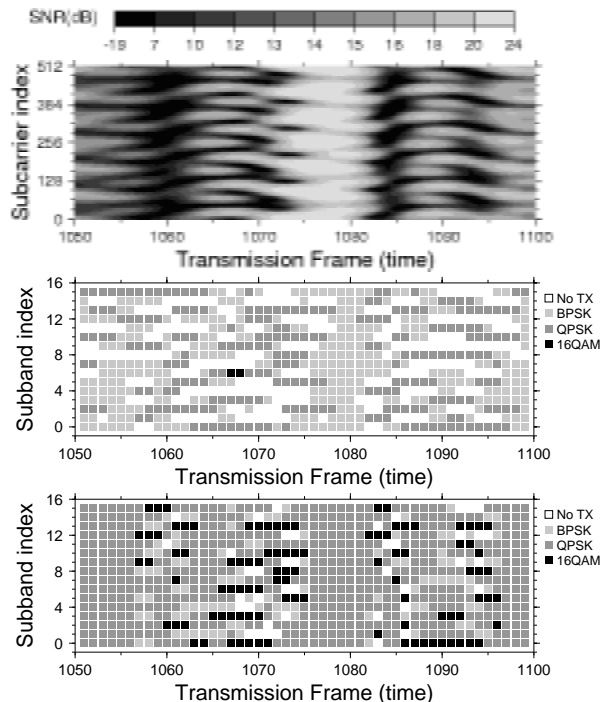 SNR(dB)
-19 7 10 12 13 14 15 16 18 20 24
512
384
256
128
0
Subcarrier index
1050 1060 1070 1080 1090 1100
Transmission Frame (time)
16
12
8
4
0
Subband index
No TX
BPSK
QPSK
16QAM
1050 1060 1070 1080 1090 1100
Transmission Frame (time)
16
12
8
4
0
Subband index
No TX
BPSK
QPSK
16QAM
1050 1060 1070 1080 1090 1100
Transmission Frame (time)